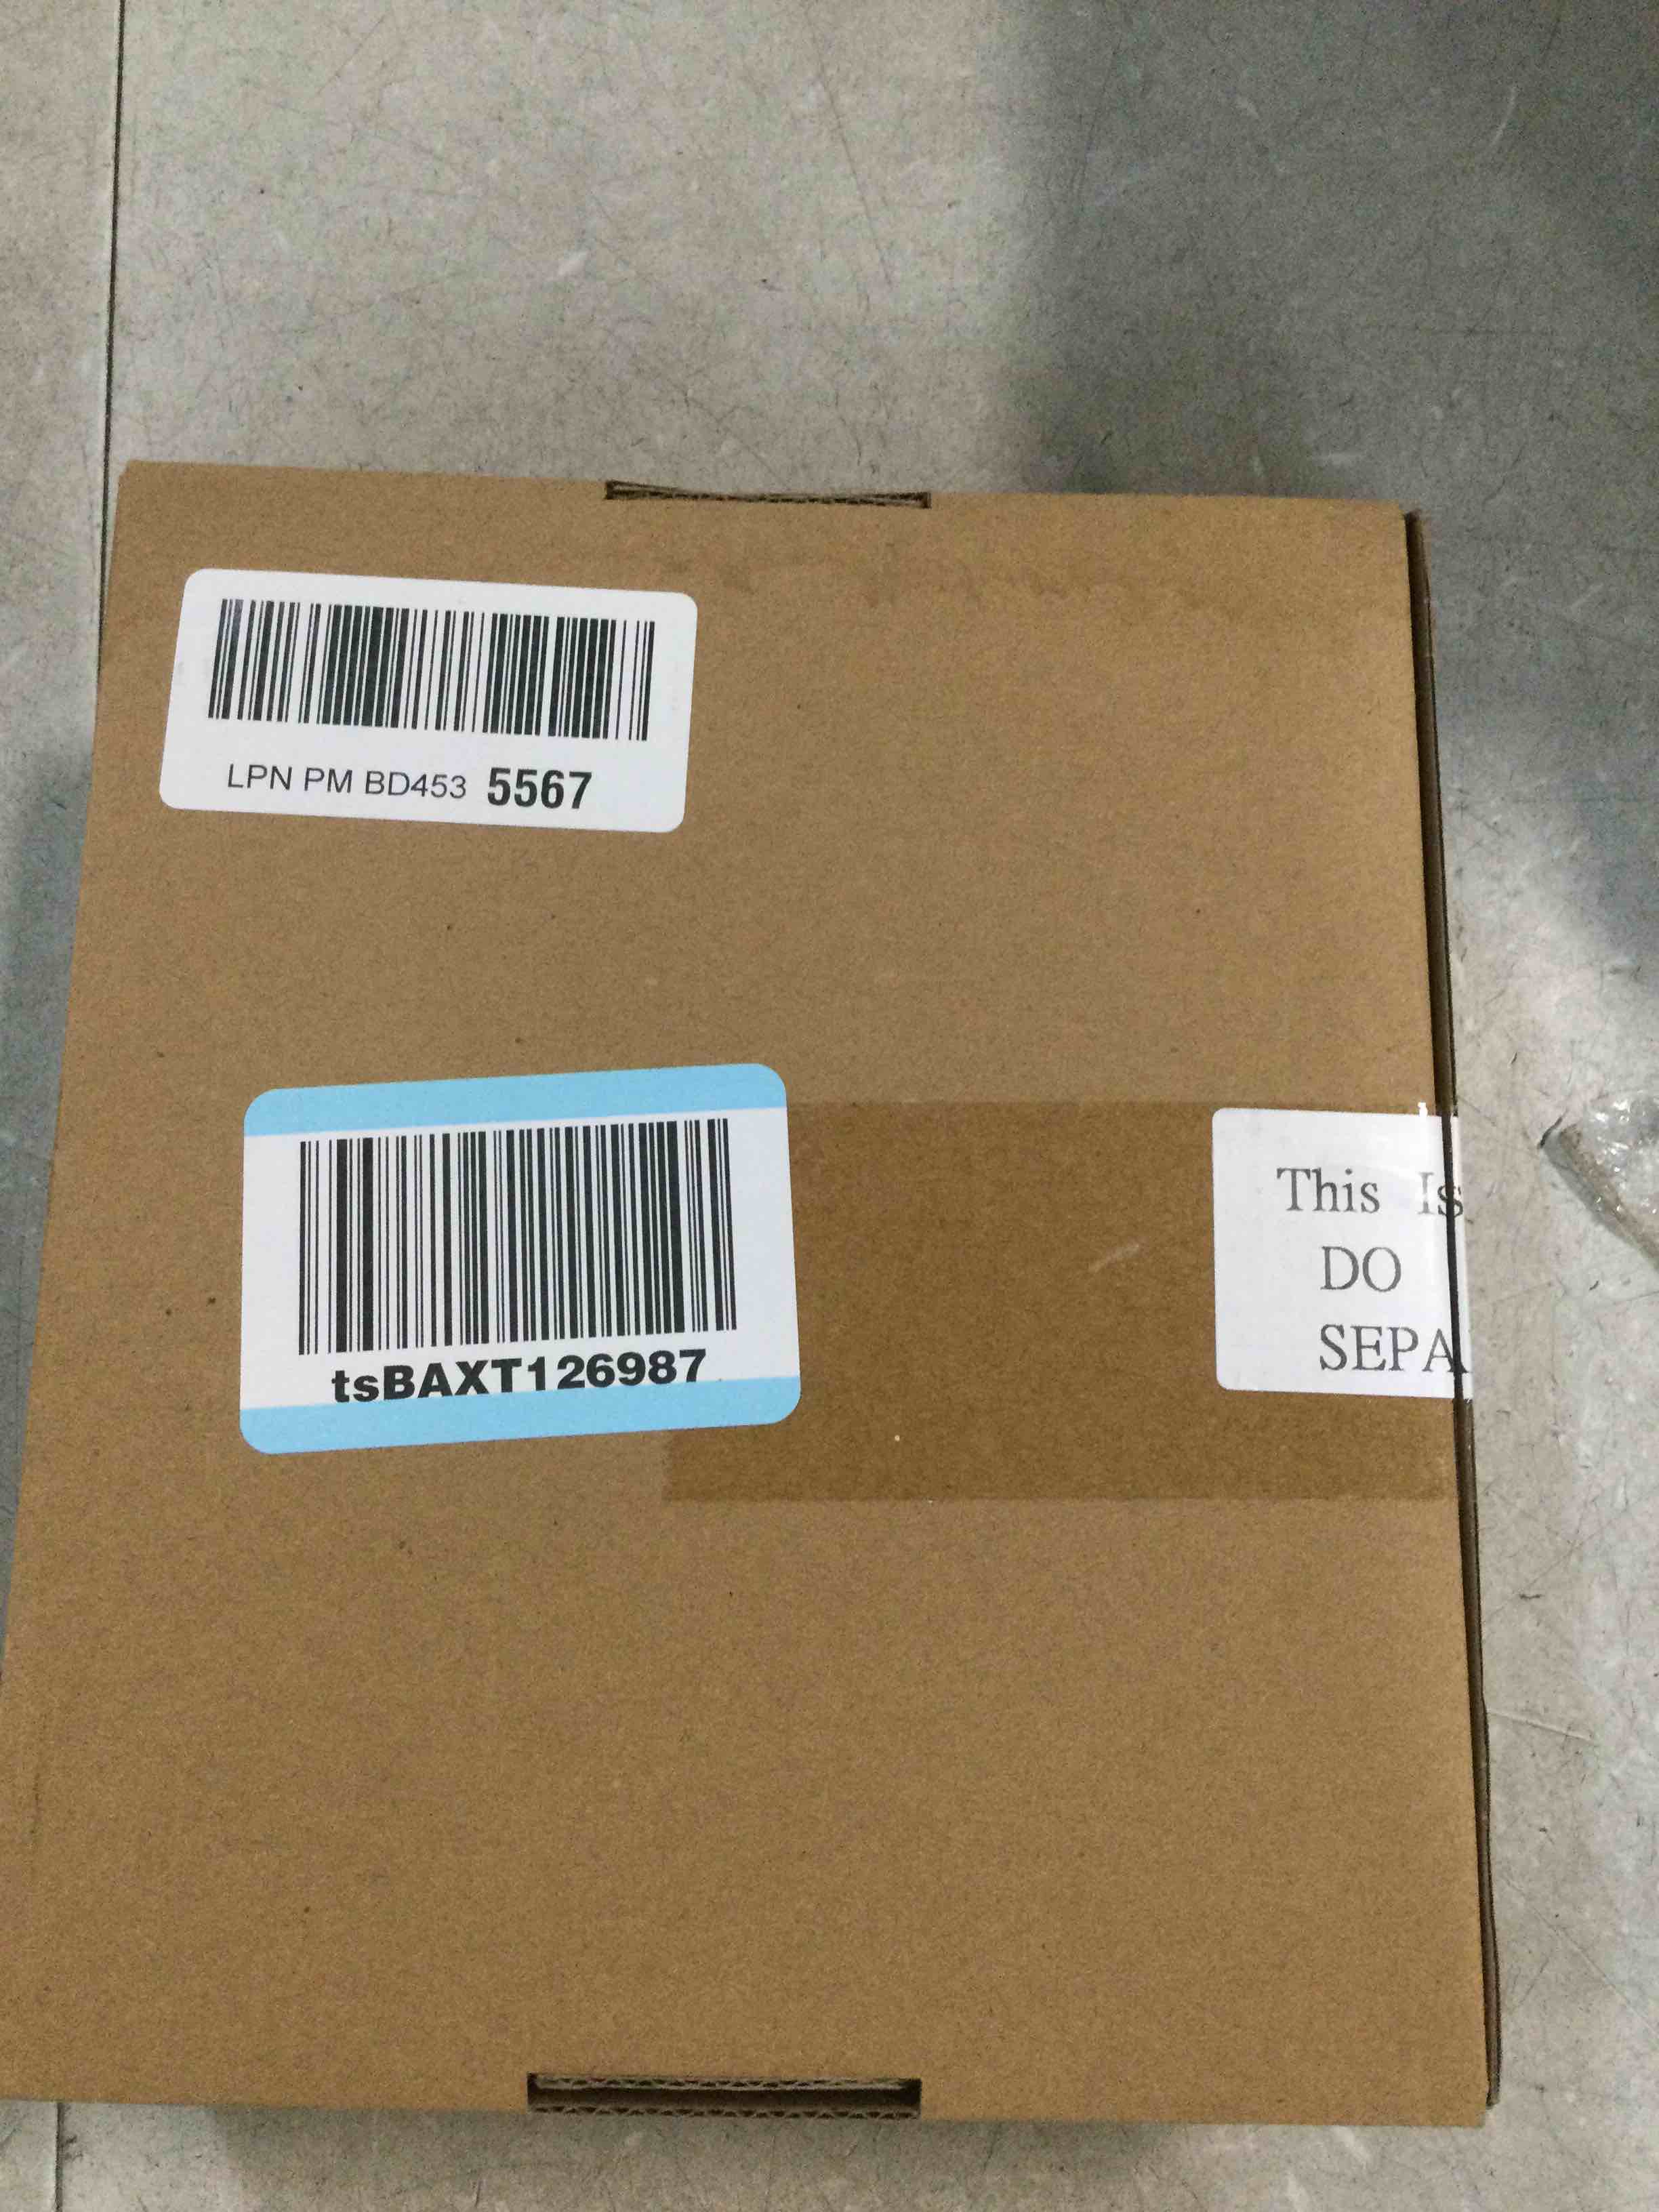 LPN PM BD453 5567
tsBAXT126987
This Is
DO
SEPA